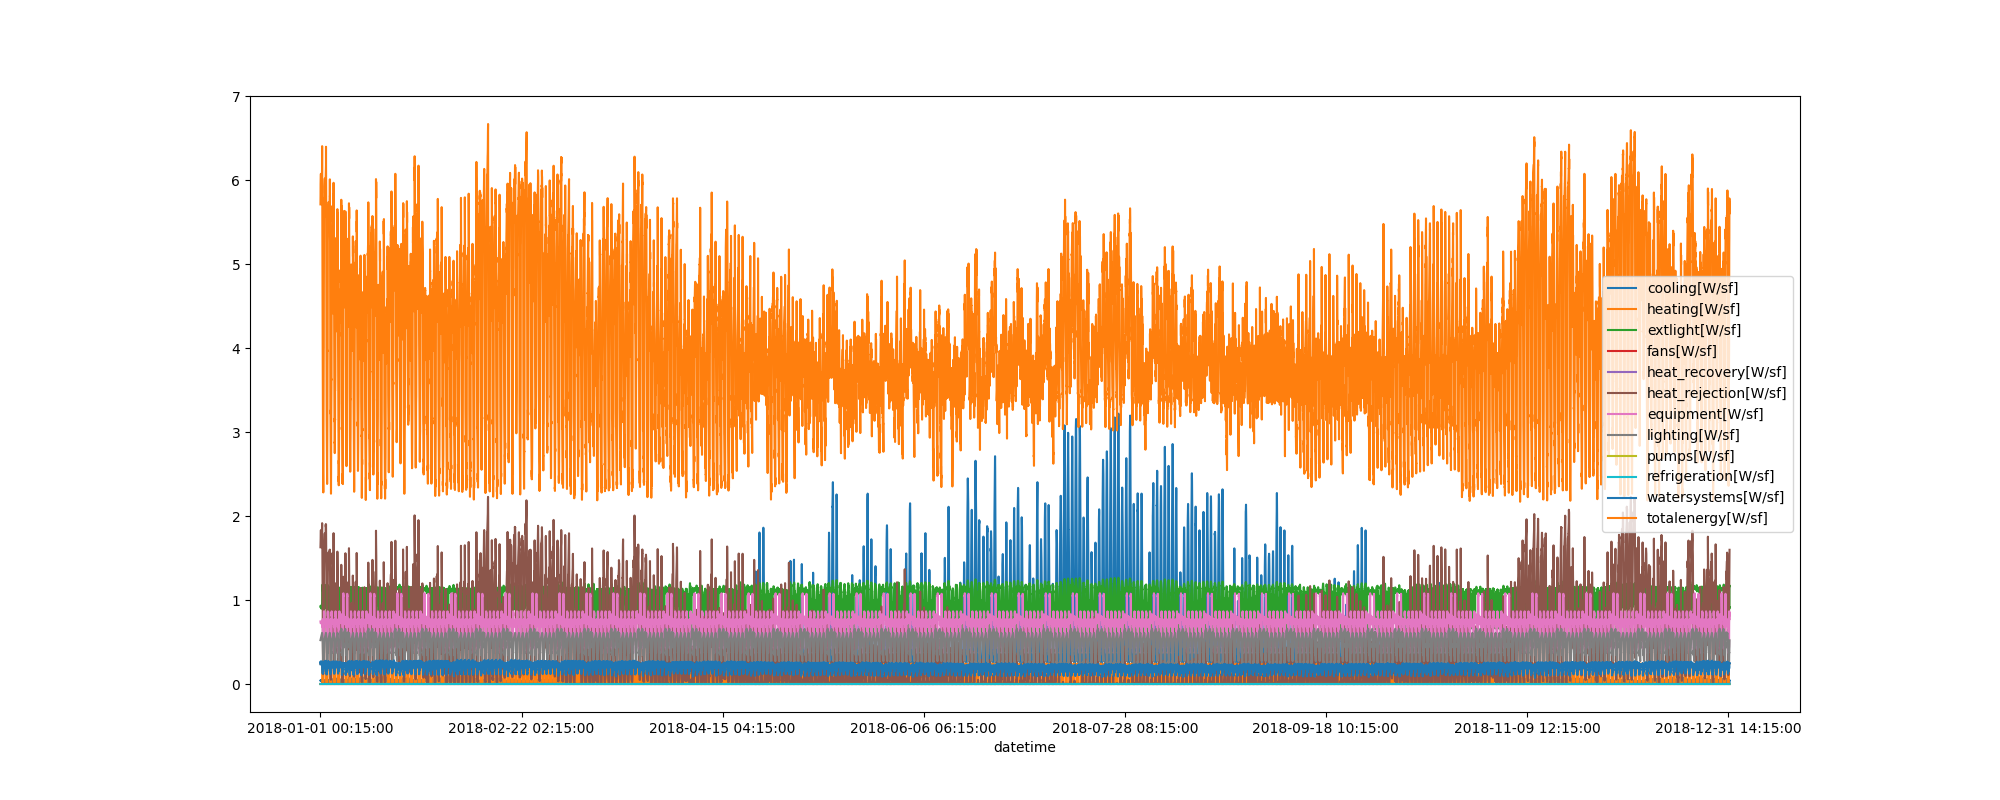 7
6
5
4
3
2
1
0
cooling[W/sf]
heating[W/sf]
extlight[W/sf]
fans[W/sf]
heat_recovery[W/sf]
heat_rejection[W/sf]
equipment[W/sf]
lighting[W/sf]
pumps[W/sf]
refrigeration[W/sf]
watersystems[W/sf]
totalenergy[W/sf]
2018-01-01 00:15:00 2018-02-22 02:15:00 2018-04-15 04:15:00 2018-06-06 06:15:00 2018-07-28 08:15:00 2018-09-18 10:15:00 2018-11-09 12:15:00 2018-12-31 14:15:00
datetime